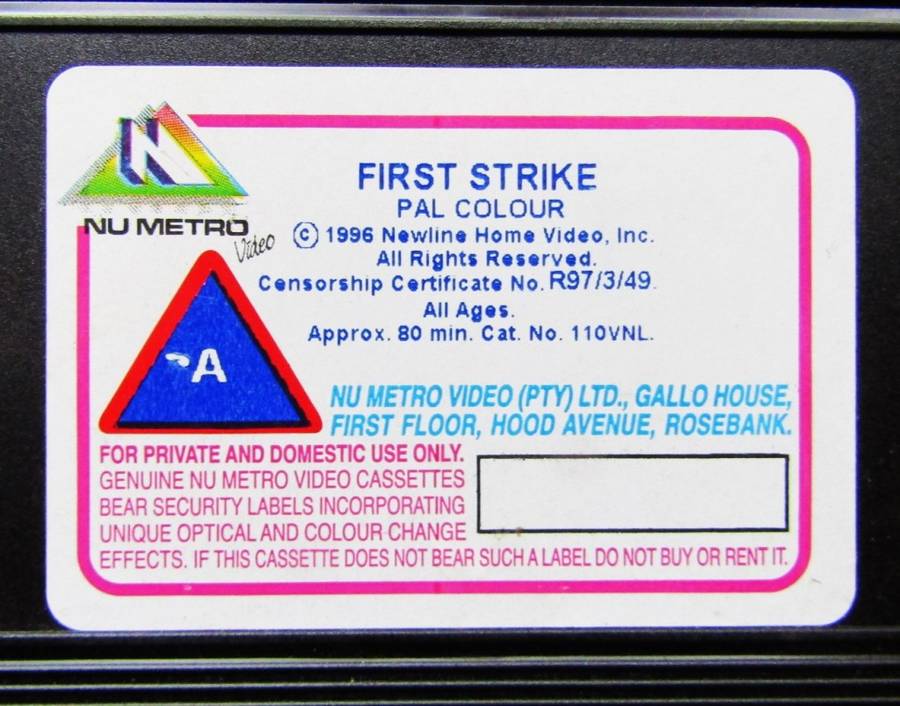 N
NU METRO
Video
FIRST STRIKE
PAL COLOUR
© 1996 Newline Home Video, Inc.
All Rights Reserved.
Censorship Certificate No. R97/3/49.
All Ages.
Approx. 80 min. Cat. No. 110VNL.
A
NU METRO VIDEO (PTY) LTD., GALLO HOUSE,
FIRST FLOOR, HOOD AVENUE, ROSEBANK.
FOR PRIVATE AND DOMESTIC USE ONLY.
GENUINE NU METRO VIDEO CASSETTES
BEAR SECURITY LABELS INCORPORATING
UNIQUE OPTICAL AND COLOUR CHANGE
EFFECTS. IF THIS CASSETTE DOES NOT BEAR SUCH A LABEL DO NOT BUY OR RENT IT.